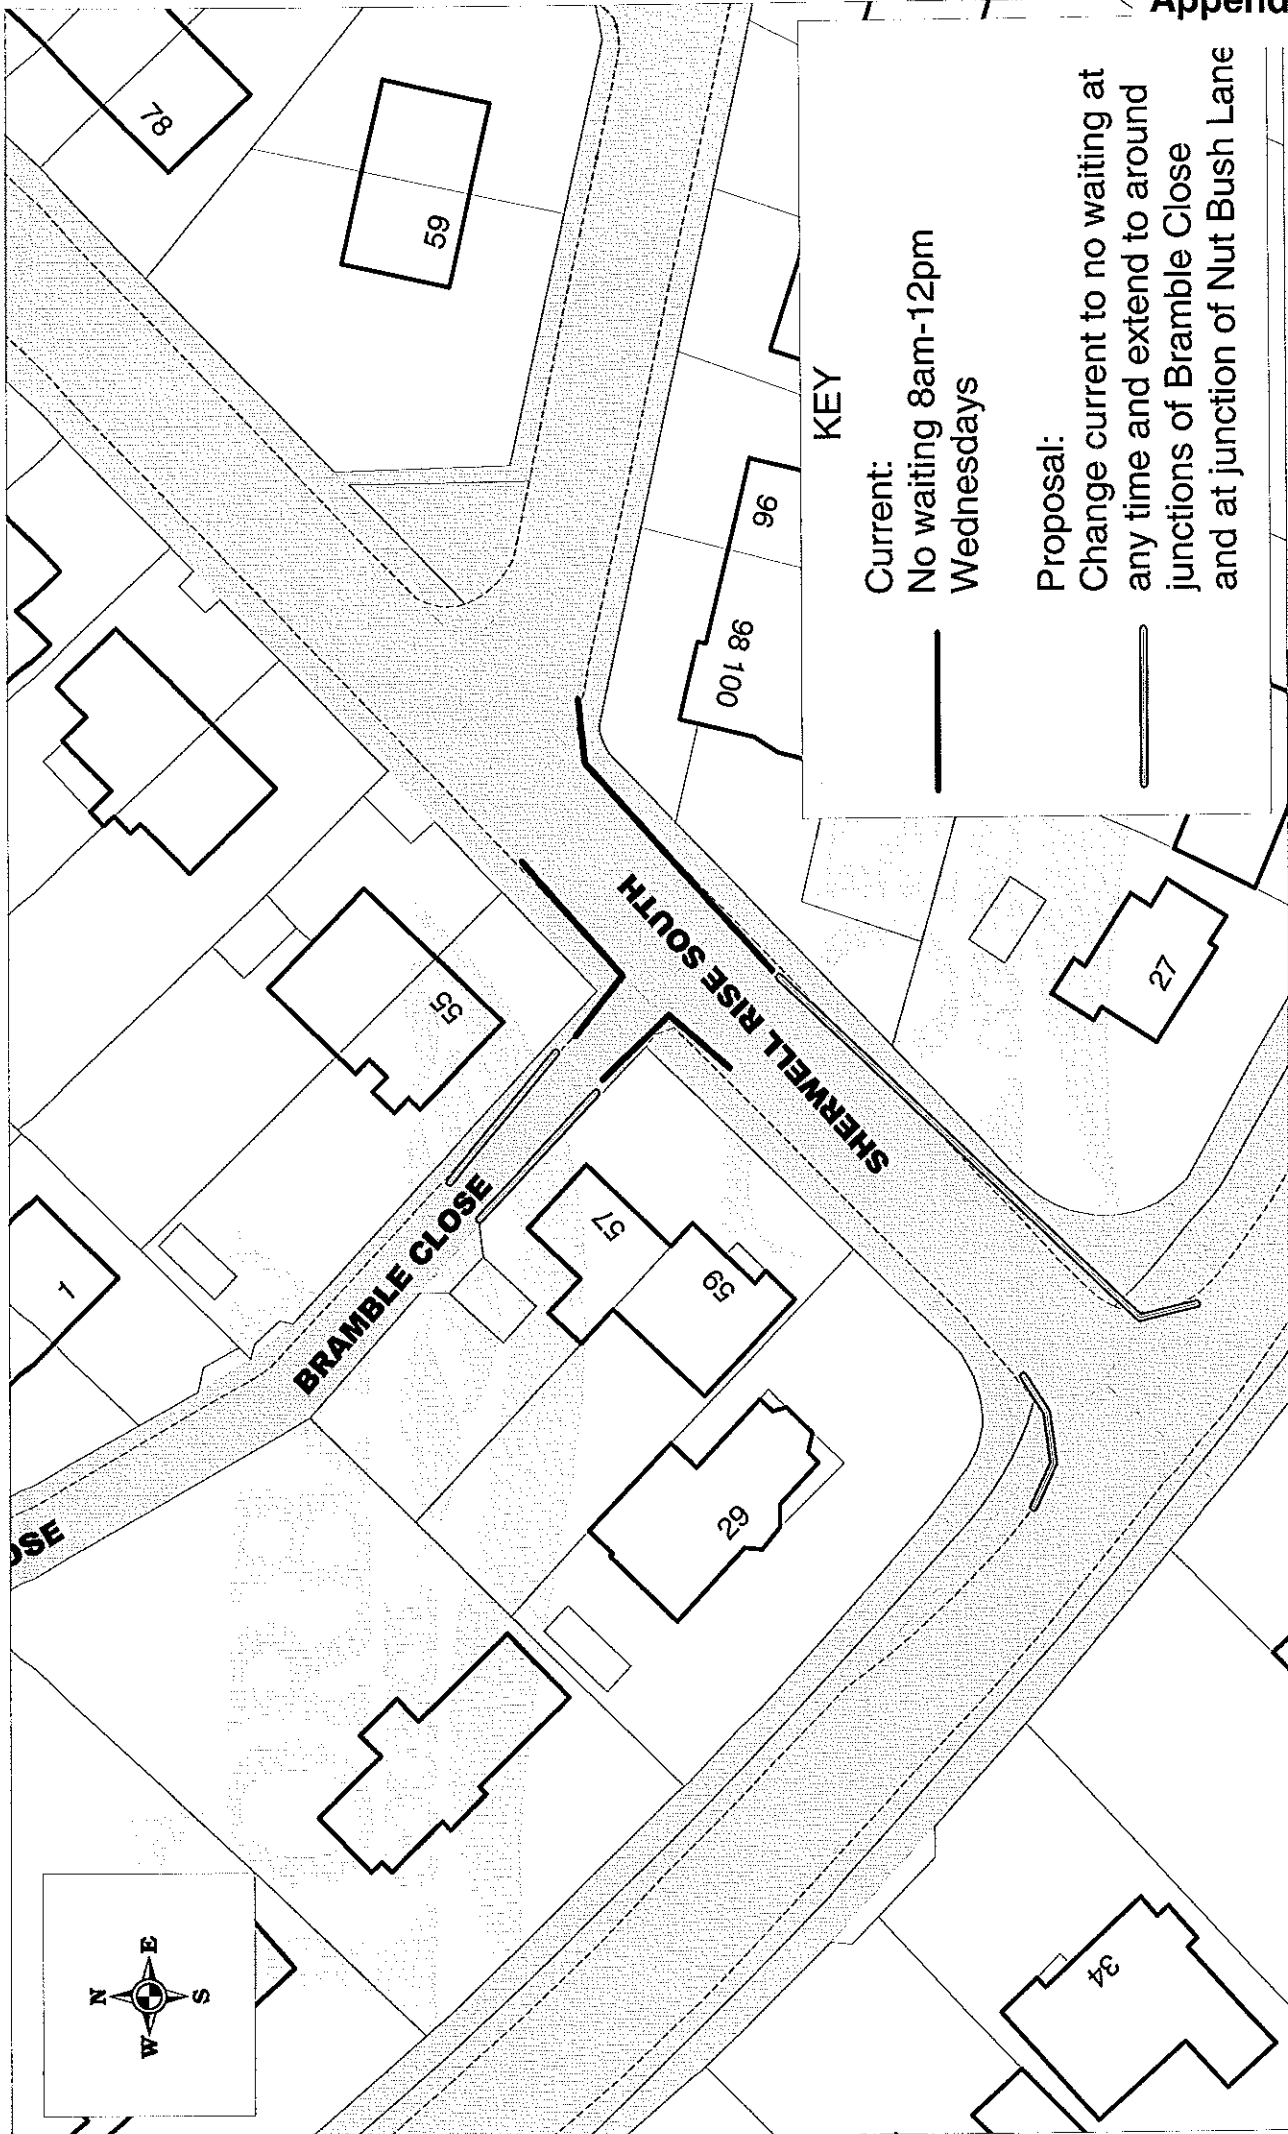 Append
KEY
Current:
No waiting 8am-12pm
Wednesdays
Proposal:
Change current to no waiting at
any time and extend to around
junctions of Bramble Close
and at junction of Nut Bush Lane
N
W E
S
OSE
BRAMBLE CLOSE
SHERWELL RISE SOUTH
78
59
1
55
57
59
29
96
98 100
27
34